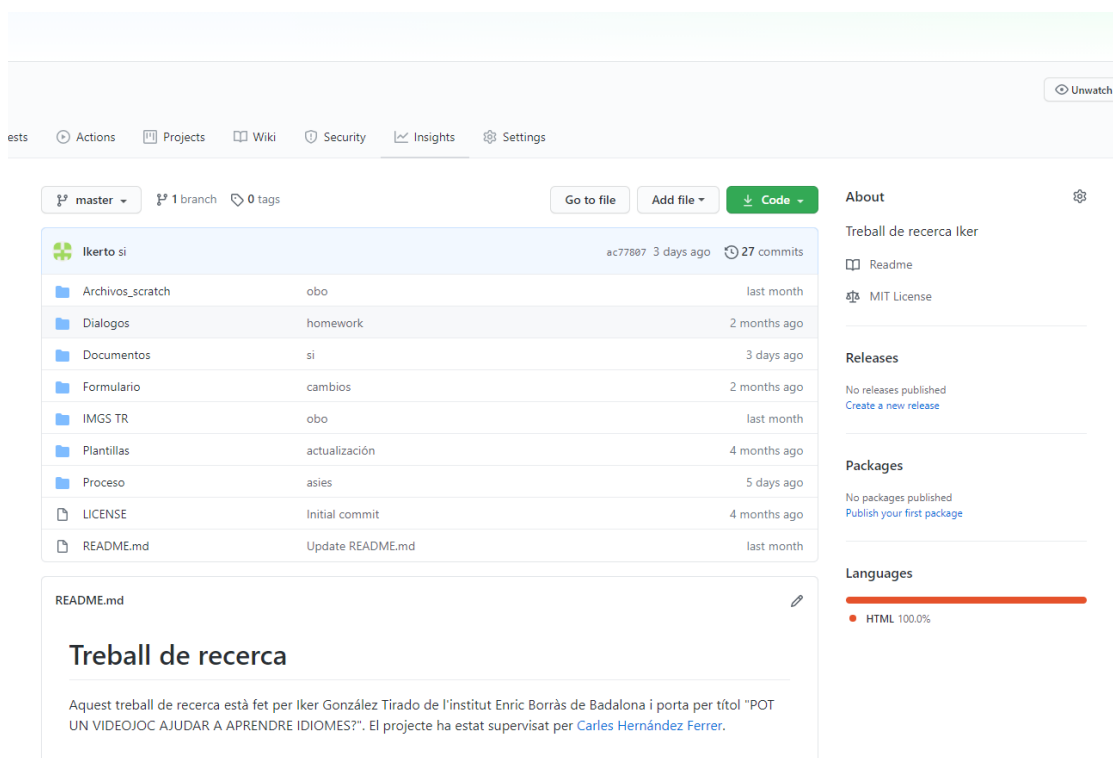 Unwatch
ests Actions Projects Wiki Security Insights Settings
master 1 branch 0 tags Go to file Add file Code
Ikerto si ac77807 3 days ago 27 commits
Archivos_scratch obo last month
Dialogos homework 2 months ago
Documentos si 3 days ago
Formulario cambios 2 months ago
IMGS TR obo last month
Plantillas actualización 4 months ago
Proceso asies 5 days ago
LICENSE Initial commit 4 months ago
README.md Update README.md last month
README.md
Treball de recerca
Aquest treball de recerca està fet per Iker González Tirado de l'institut Enric Borràs de Badalona i porta per títol "POT
UN VIDEOJOC AJUDAR A APRENDRE IDIOMES?". El projecte ha estat supervisat per Carles Hernández Ferrer.
About
Treball de recerca Iker
Readme
MIT License
Releases
No releases published
Create a new release
Packages
No packages published
Publish your first package
Languages
HTML 100.0%